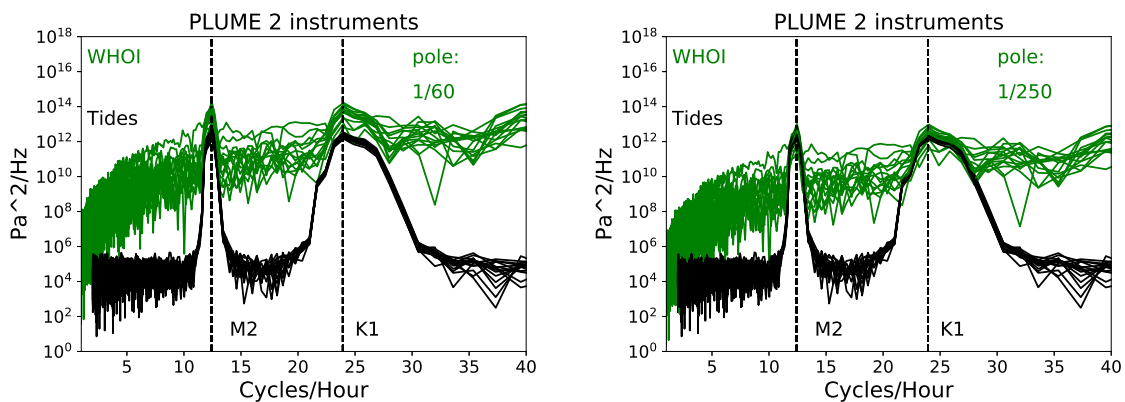 PLUME 2 instruments
10^18
10^16
10^14
10^12
10^10
10^8
10^6
10^4
10^2
10^0
Pa^2/Hz
WHOI
pole:
1/60
Tides
M2
K1
5
10
15
20
25
30
35
40
Cycles/Hour
PLUME 2 instruments
10^18
10^16
10^14
10^12
10^10
10^8
10^6
10^4
10^2
10^0
Pa^2/Hz
WHOI
pole:
1/250
Tides
M2
K1
5
10
15
20
25
30
35
40
Cycles/Hour